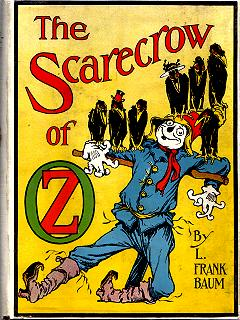 The
Scarecrow
of
OZ
By
L.
FRANK
BAUM